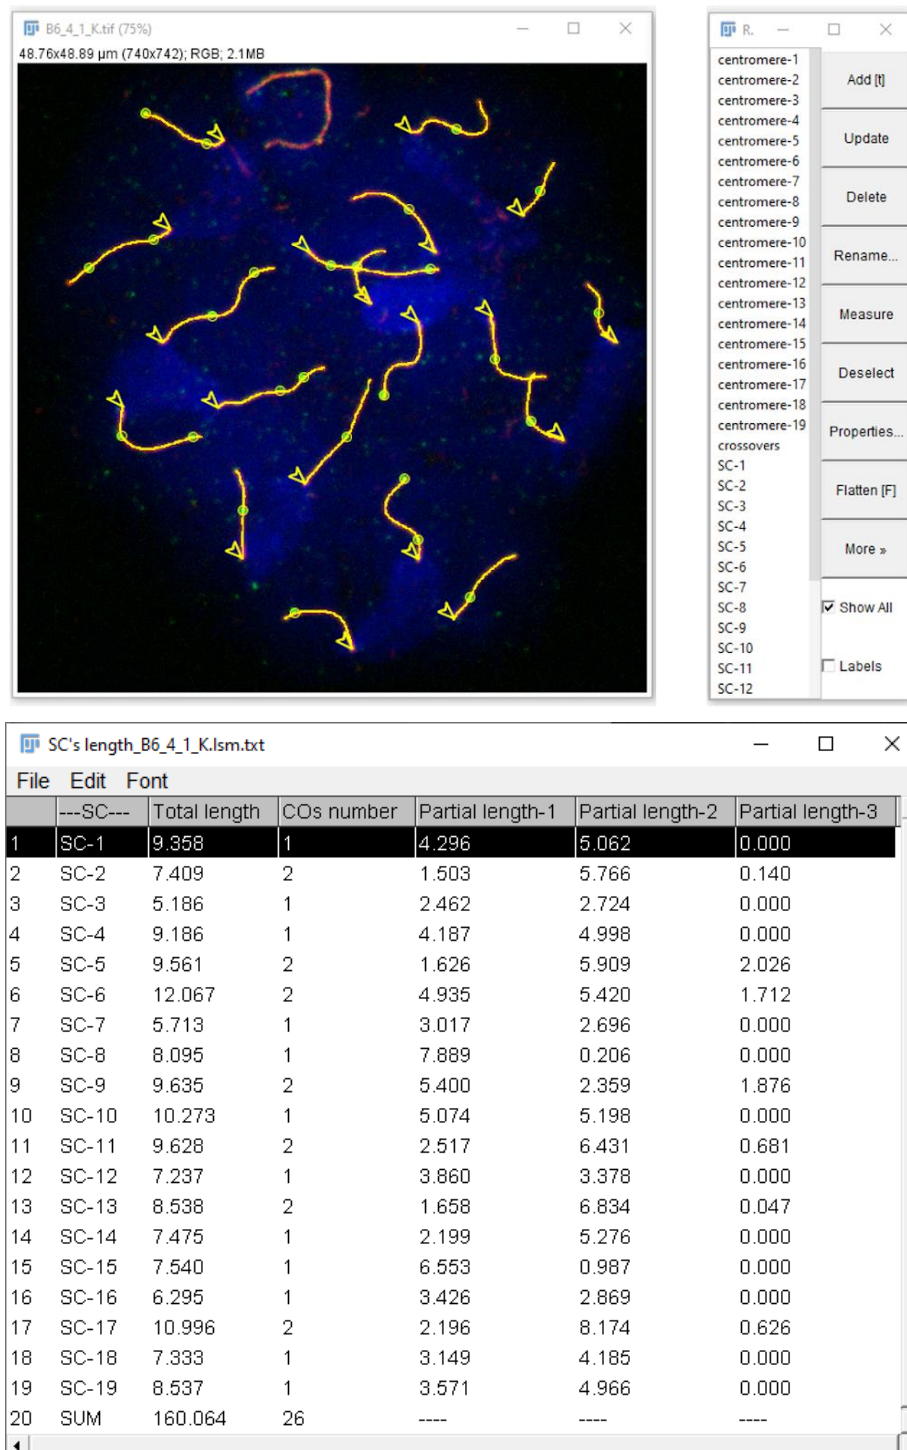 B6_4_1_K.tif (75%)
48.76x48.89 µm (740x742); RGB; 2.1MB
R.
centromere-1
centromere-2
centromere-3
centromere-4
centromere-5
centromere-6
centromere-7
centromere-8
centromere-9
centromere-10
centromere-11
centromere-12
centromere-13
centromere-14
centromere-15
centromere-16
centromere-17
centromere-18
centromere-19
crossovers
SC-1
SC-2
SC-3
SC-4
SC-5
SC-6
SC-7
SC-8
SC-9
SC-10
SC-11
SC-12
Add [t]
Update
Delete
Rename...
Measure
Deselect
Properties...
Flatten [F]
More »
Show All
Labels
SC's length_B6_4_1_K.lsm.txt
File Edit Font
---SC--- Total length COs number Partial length-1 Partial length-2 Partial length-3
1 SC-1 9.358 1 4.296 5.062 0.000
2 SC-2 7.409 2 1.503 5.766 0.140
3 SC-3 5.186 1 2.462 2.724 0.000
4 SC-4 9.186 1 4.187 4.998 0.000
5 SC-5 9.561 2 1.626 5.909 2.026
6 SC-6 12.067 2 4.935 5.420 1.712
7 SC-7 5.713 1 3.017 2.696 0.000
8 SC-8 8.095 1 7.889 0.206 0.000
9 SC-9 9.635 2 5.400 2.359 1.876
10 SC-10 10.273 1 5.074 5.198 0.000
11 SC-11 9.628 2 2.517 6.431 0.681
12 SC-12 7.237 1 3.860 3.378 0.000
13 SC-13 8.538 2 1.658 6.834 0.047
14 SC-14 7.475 1 2.199 5.276 0.000
15 SC-15 7.540 1 6.553 0.987 0.000
16 SC-16 6.295 1 3.426 2.869 0.000
17 SC-17 10.996 2 2.196 8.174 0.626
18 SC-18 7.333 1 3.149 4.185 0.000
19 SC-19 8.537 1 3.571 4.966 0.000
20 SUM 160.064 26 ---- ---- ----